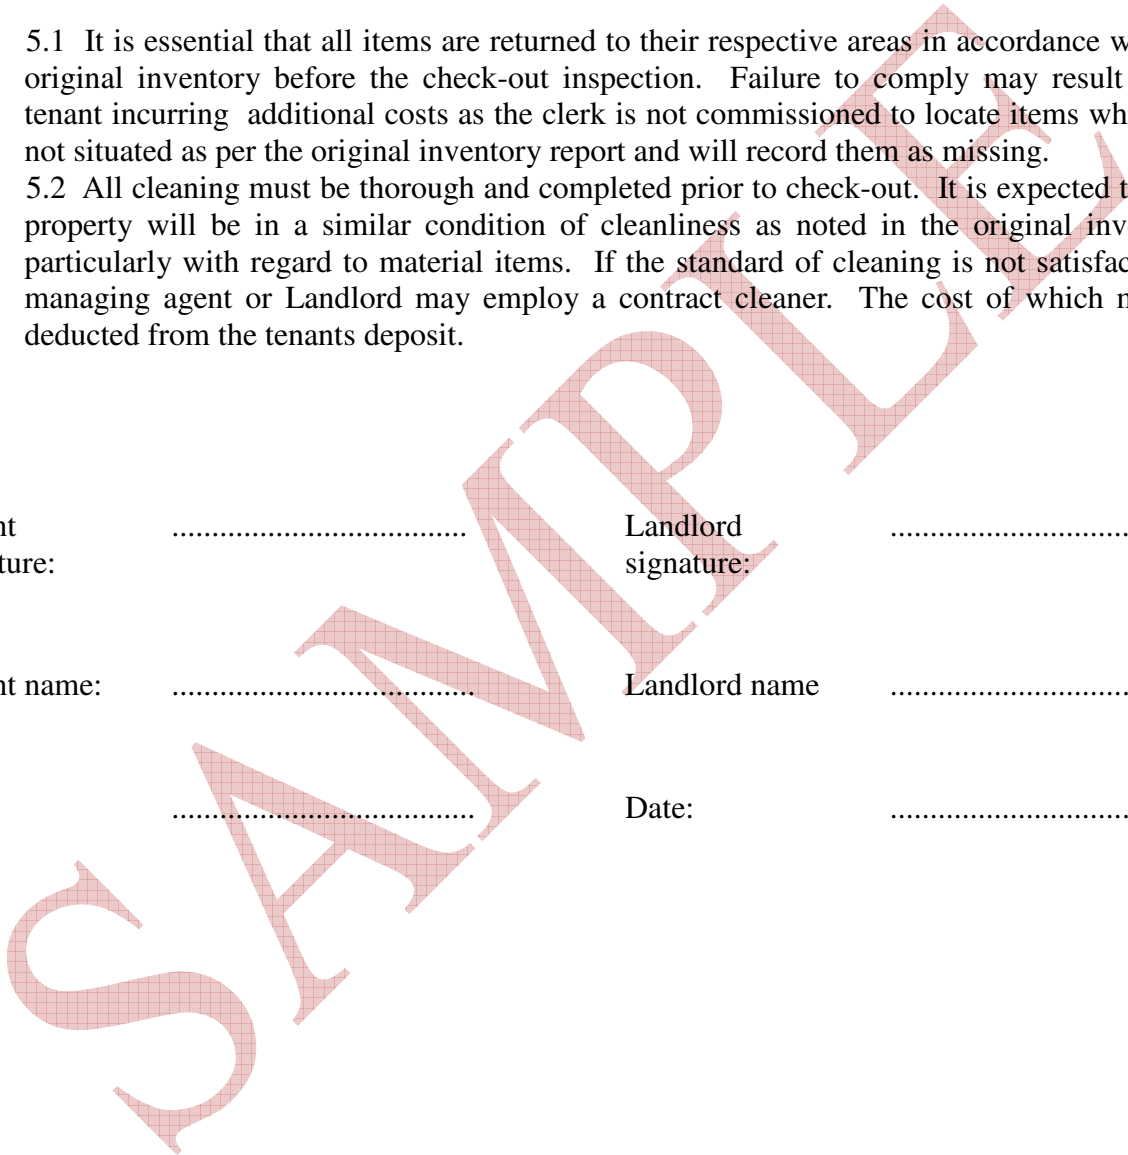 5.1  It is essential that all items are returned to their respective areas in accordance w
original inventory before the check-out inspection.  Failure to comply may result
tenant incurring  additional costs as the clerk is not commissioned to locate items wh
not situated as per the original inventory report and will record them as missing.
5.2  All cleaning must be thorough and completed prior to check-out.  It is expected t
property will be in a similar condition of cleanliness as noted in the original inv
particularly with regard to material items.  If the standard of cleaning is not satisfac
managing agent or Landlord may employ a contract cleaner.  The cost of which
deducted from the tenants deposit.
nt ..................................... Landlord ..............................
ture: signature:
nt name: ...................................... Landlord name ..............................
...................................... Date: ..............................
SAMPLE